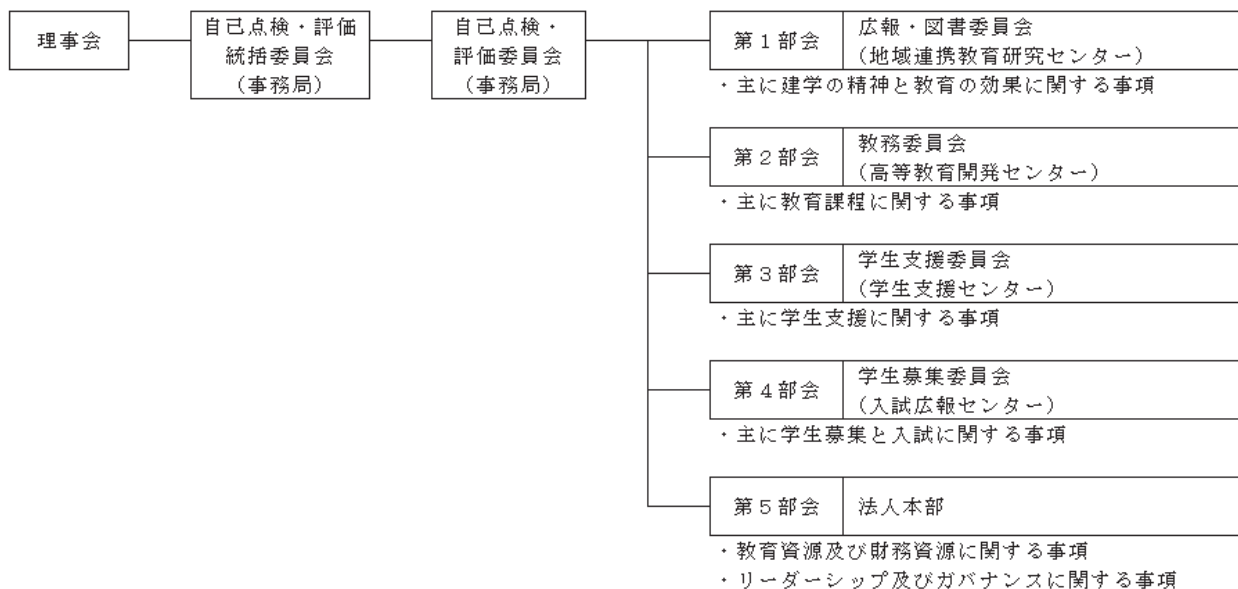 理事会
自己点検・評価
統括委員会
(事務局)
自己点検・
評価委員会
(事務局)
第1部会
広報・図書委員会
(地域連携教育研究センター)
・主に建学の精神と教育の効果に関する事項
第2部会
教務委員会
(高等教育開発センター)
・主に教育課程に関する事項
第3部会
学生支援委員会
(学生支援センター)
・主に学生支援に関する事項
第4部会
学生募集委員会
(入試広報センター)
・主に学生募集と入試に関する事項
第5部会
法人本部
・教育資源及び財務資源に関する事項
・リーダーシップ及びガバナンスに関する事項